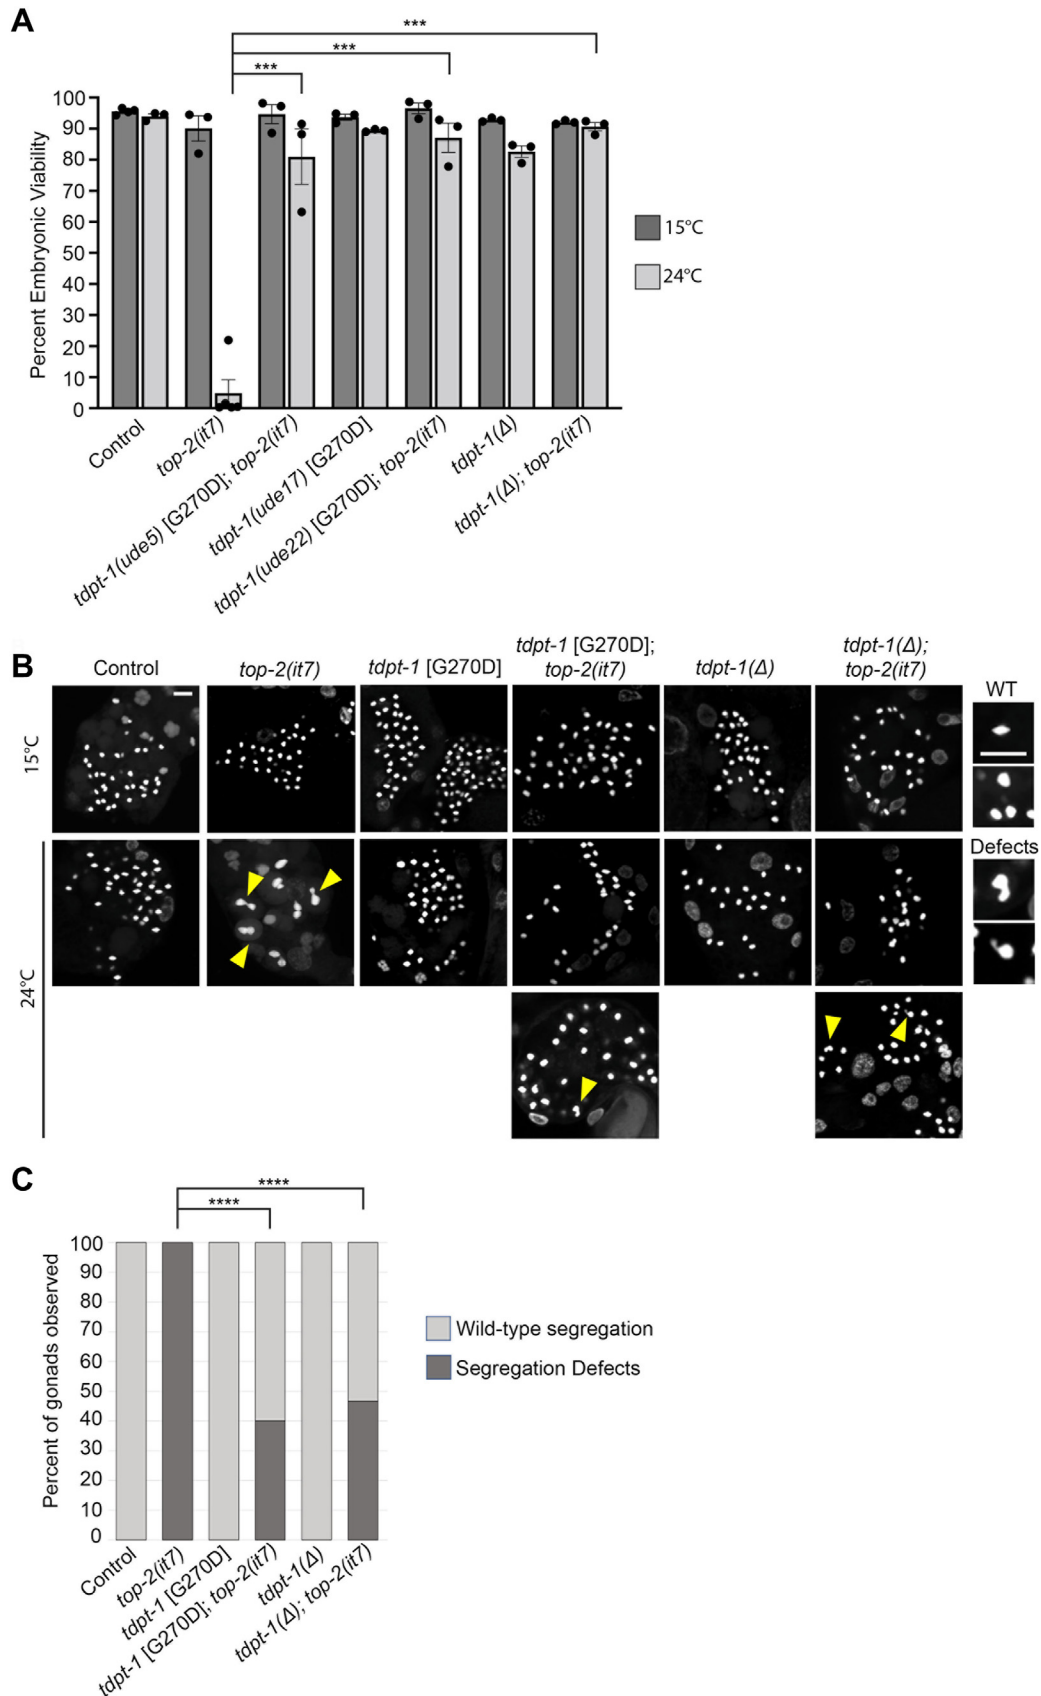 A
***
***
***
100
90
80
70
60
50
40
30
20
10
0
Percent Embryonic Viability
15°C
24°C
Control
top-2(it7)
tdpt-1(ude5) [G270D]; top-2(it7)
tdpt-1(ude17) [G270D]
tdpt-1(ude22) [G270D]; top-2(it7)
tdpt-1(Δ)
tdpt-1(Δ); top-2(it7)
B
Control
top-2(it7)
tdpt-1 [G270D]
tdpt-1 [G270D];
top-2(it7)
tdpt-1(Δ)
tdpt-1(Δ);
top-2(it7)
WT
15°C
Defects
24°C
C
****
****
100
90
80
70
60
50
40
30
20
10
0
Percent of gonads observed
Wild-type segregation
Segregation Defects
Control
top-2(it7)
tdpt-1 [G270D]
tdpt-1 [G270D]; top-2(it7)
tdpt-1(Δ)
tdpt-1(Δ); top-2(it7)